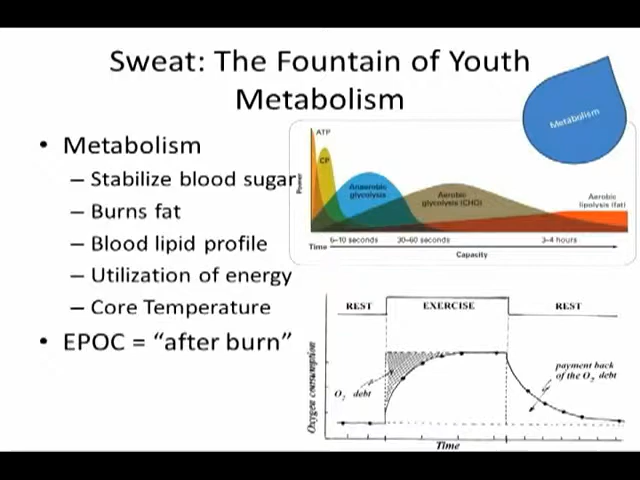 Sweat: The Fountain of Youth
Metabolism
Metabolism
• Metabolism
– Stabilize blood sugar
– Burns fat
– Blood lipid profile
– Utilization of energy
– Core Temperature
• EPOC = “after burn”
ATP
CP
Power
Anaerobic
glycolysis
Aerobic
glycolysis (CHO)
Aerobic
lipolysis (fat)
Time
6–10 seconds
30–60 seconds
3–4 hours
Capacity
REST
EXERCISE
REST
Oxygen consumption
O2 debt
payment back
of the O2 debt
Time